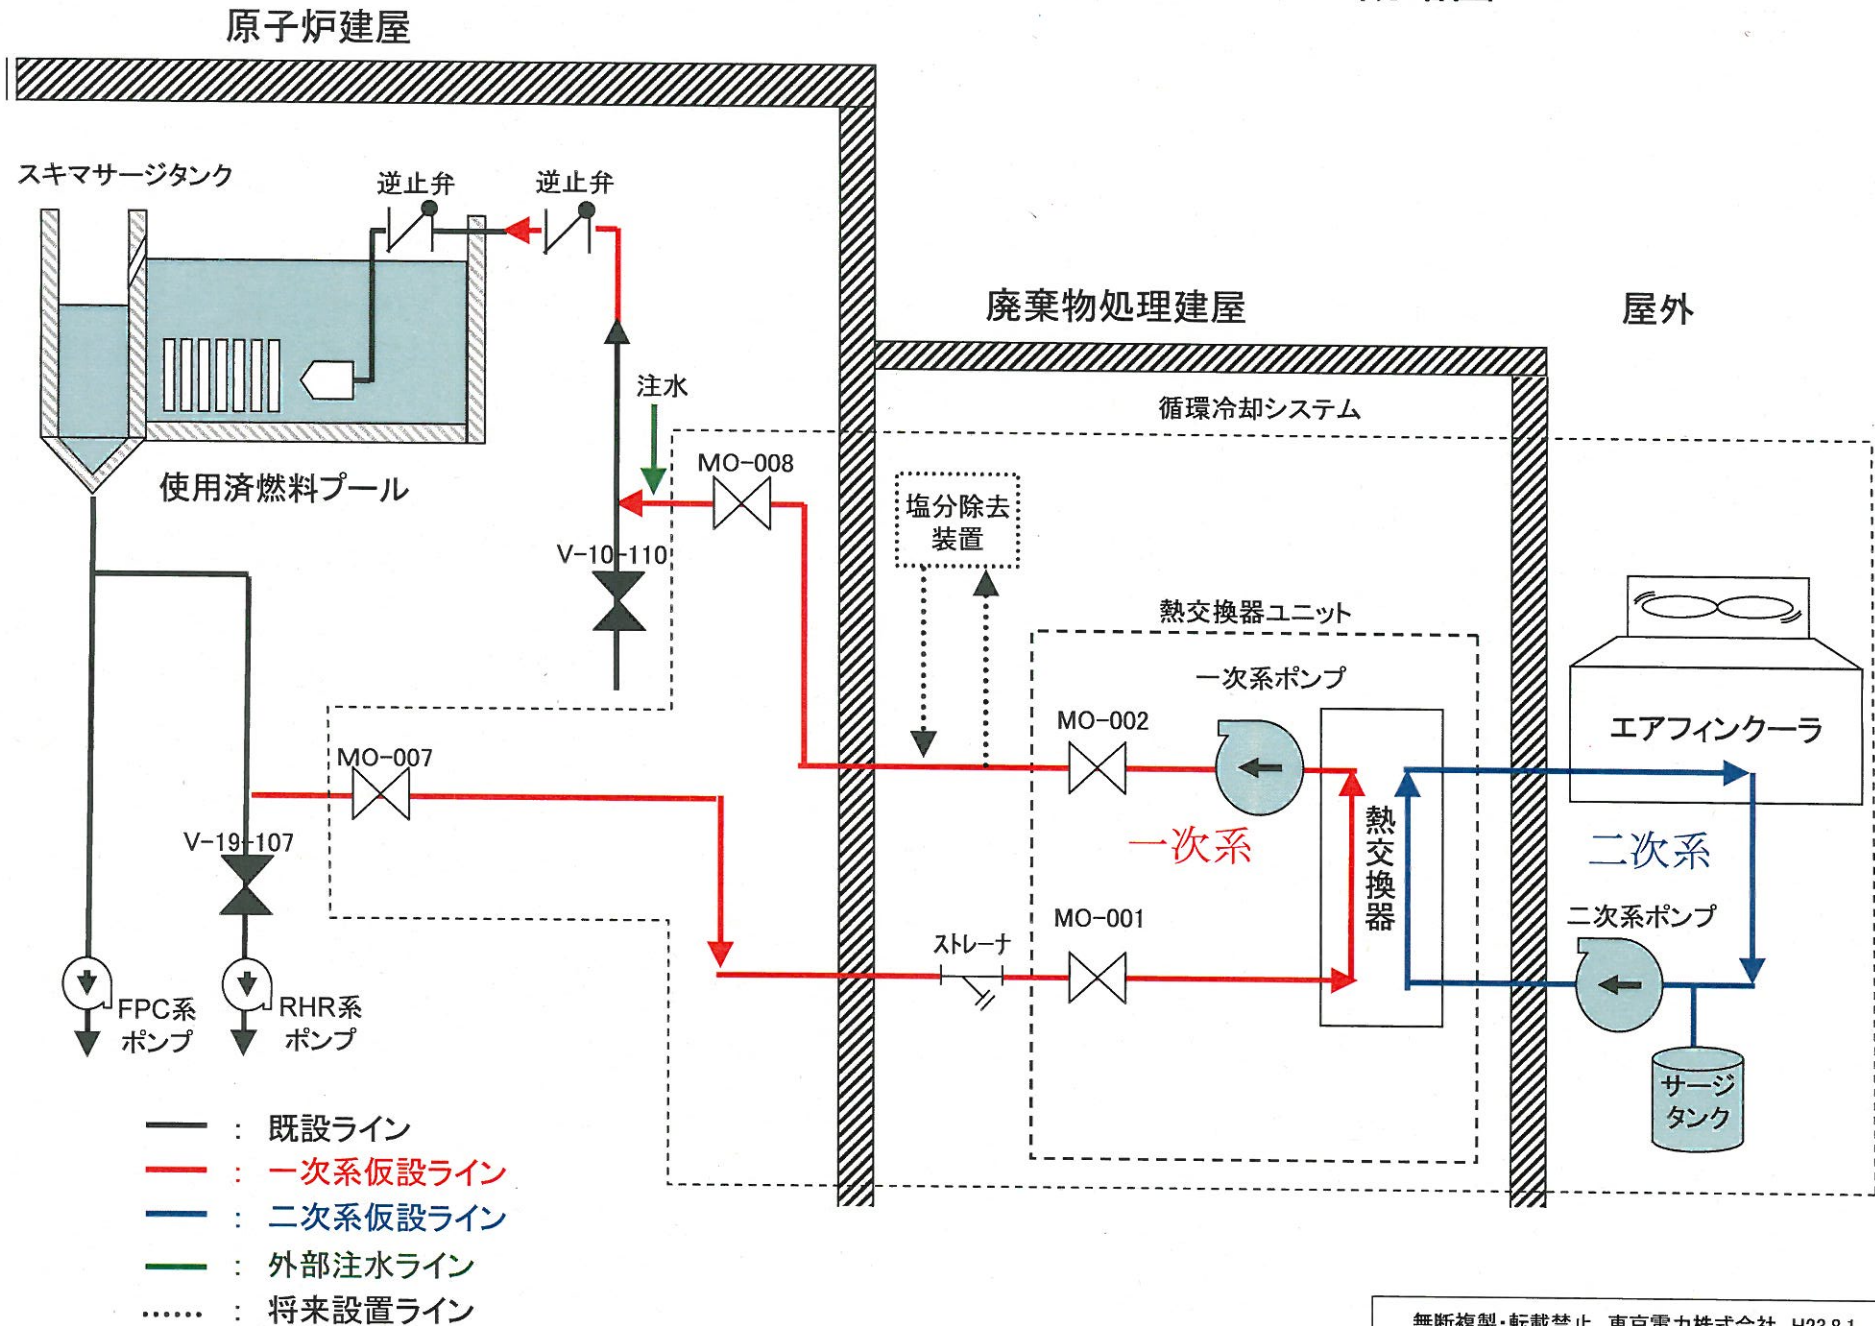 原子炉建屋
スキマサージタンク
逆止弁
逆止弁
廃棄物処理建屋
屋外
注水
循環冷却システム
MO-008
使用済燃料プール
塩分除去
装置
V-10-110
熱交換器ユニット
一次系ポンプ
MO-002
エアフィンクーラ
MO-007
熱交換器
V-19-107
一次系
二次系
MO-001
二次系ポンプ
ストレーナ
FPC系
ポンプ
RHR系
ポンプ
サージ
タンク
: 既設ライン
: 一次系仮設ライン
: 二次系仮設ライン
: 外部注水ライン
: 将来設置ライン
無断複製・転載禁止 東京電力株式会社 H23.8.1